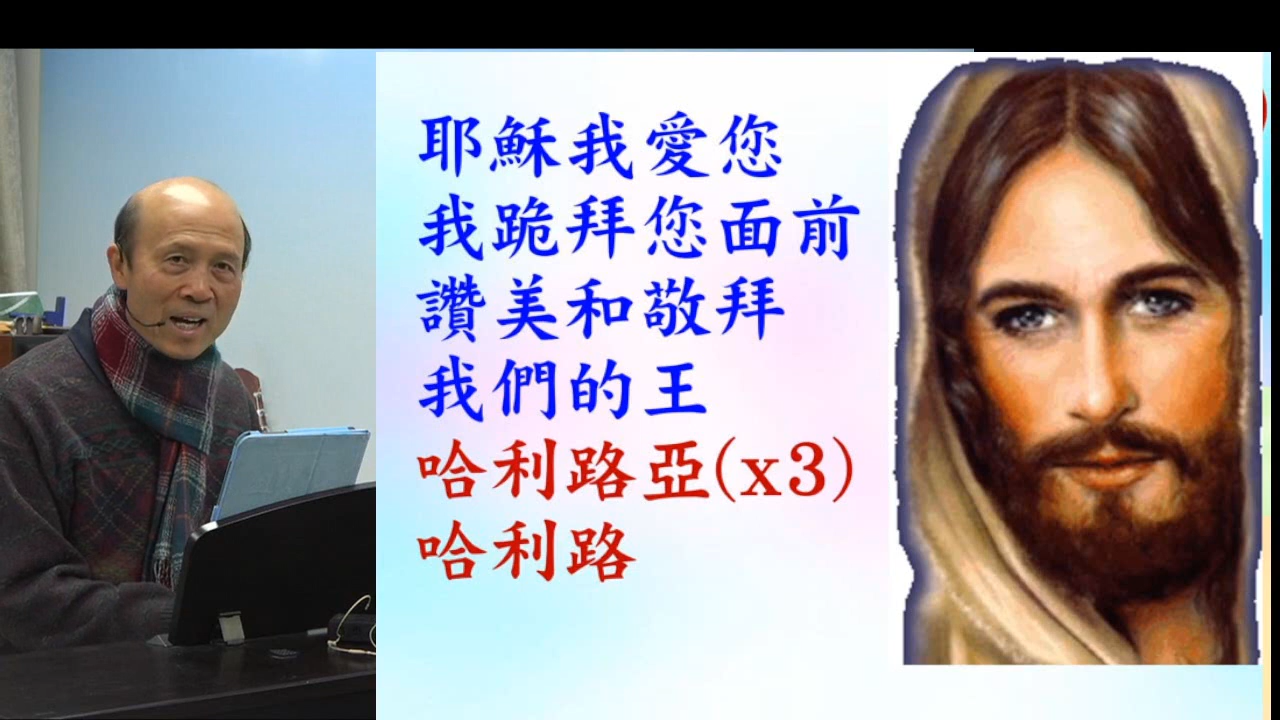 耶穌我愛您
我跪拜您面前
讚美和敬拜
我們的王
哈利路亞(x3)
哈利路